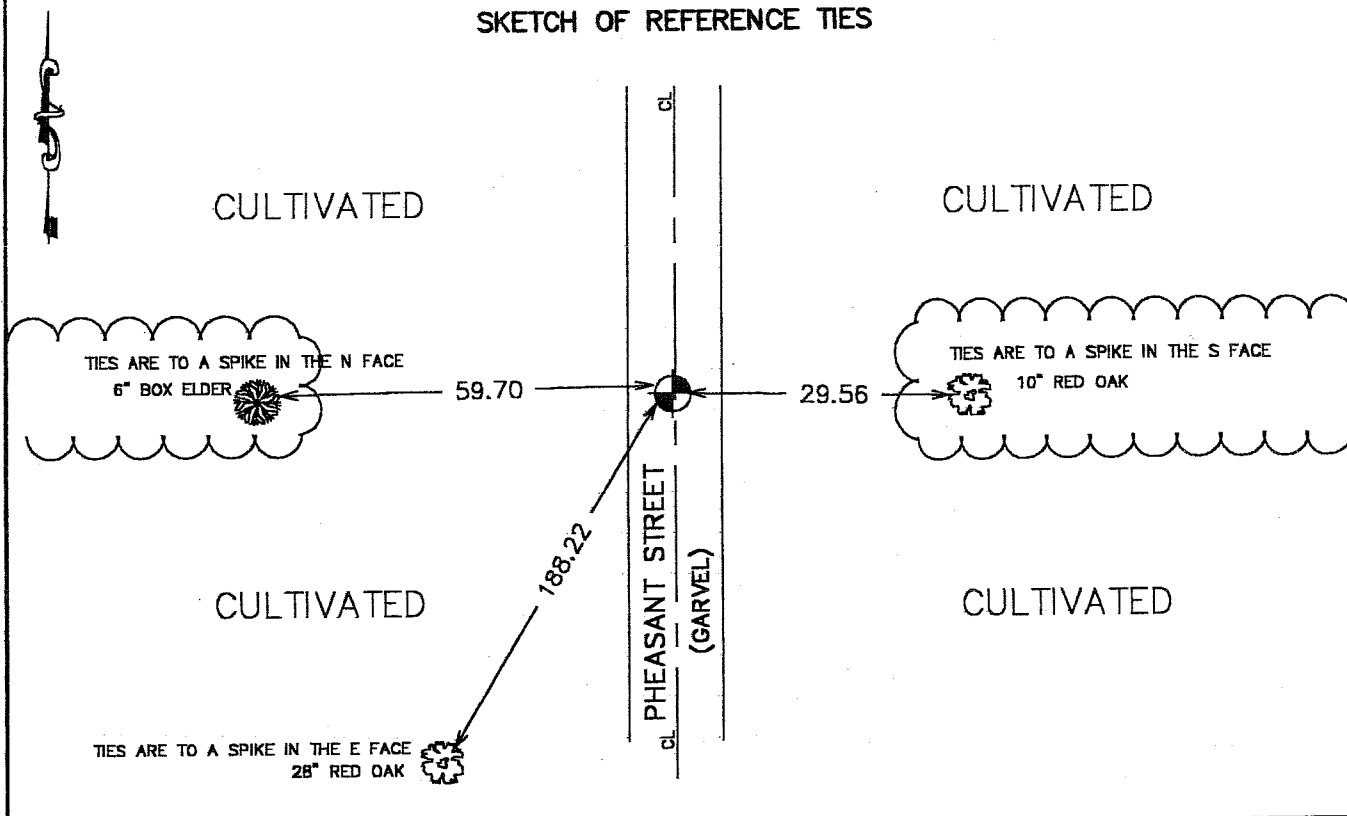 SKETCH OF REFERENCE TIES
CL
CULTIVATED
CULTIVATED
TIES ARE TO A SPIKE IN THE N FACE
6" BOX ELDER
59.70
29.56
TIES ARE TO A SPIKE IN THE S FACE
10" RED OAK
188.22
PHEASANT STREET
(GARVEL)
CULTIVATED
CULTIVATED
TIES ARE TO A SPIKE IN THE E FACE
28" RED OAK
CL